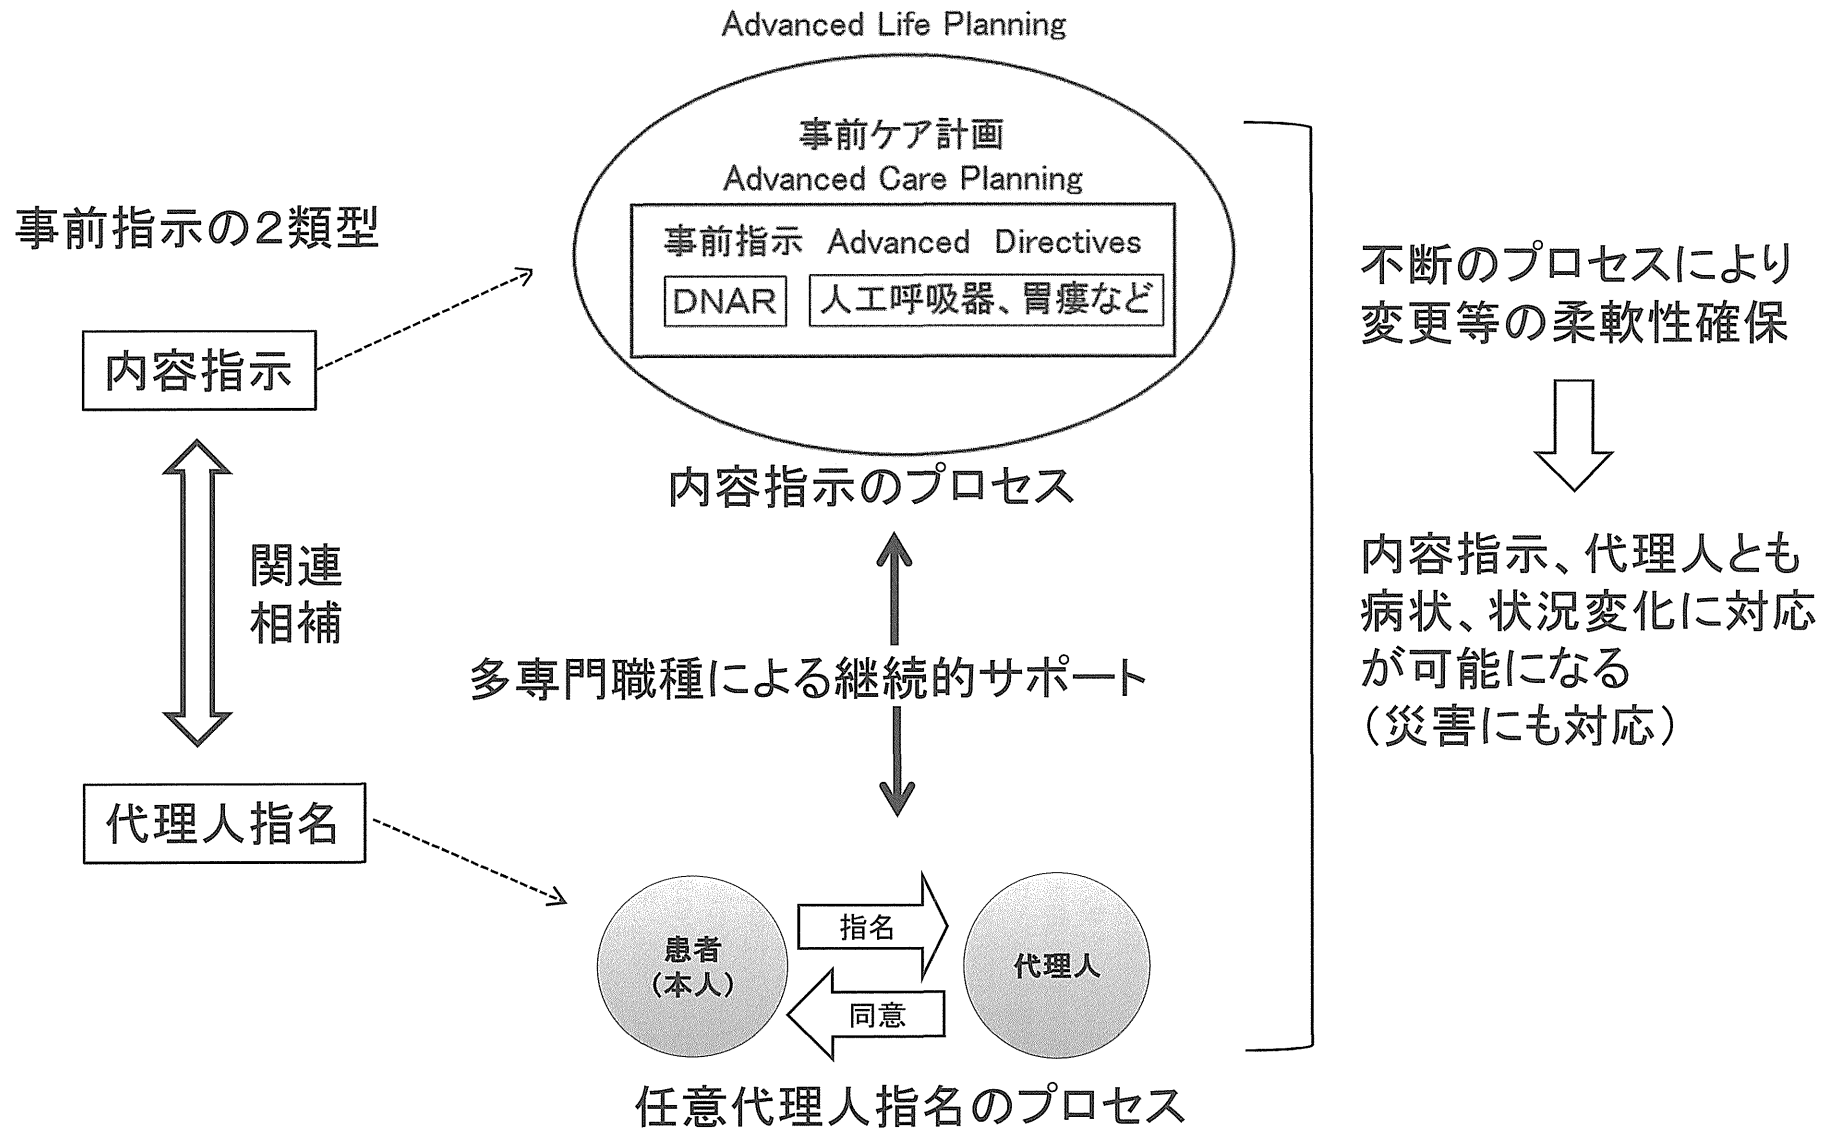 Advanced Life Planning
事前ケア計画
Advanced Care Planning
事前指示 Advanced Directives
DNAR
人工呼吸器、胃瘻など
内容指示のプロセス
事前指示の２類型
内容指示
関連
相補
代理人指名
多専門職種による継続的サポート
患者
（本人）
指名
同意
代理人
任意代理人指名のプロセス
不断のプロセスにより
変更等の柔軟性確保
内容指示、代理人とも
病状、状況変化に対応
が可能になる
（災害にも対応）